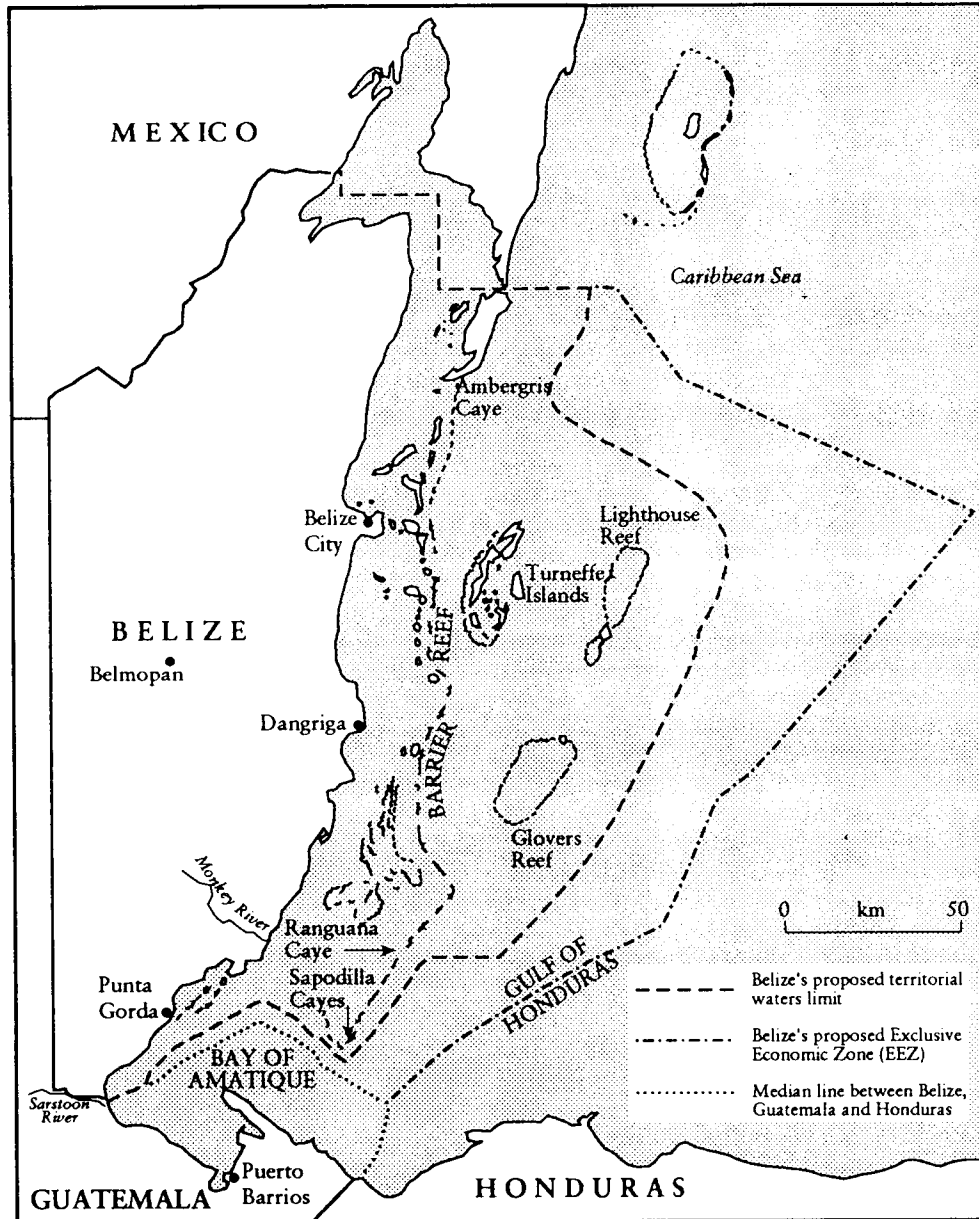 MEXICO
Caribbean Sea
Ambergris
Caye
Belize
City
Lighthouse
Reef
Turneffe
Islands
BELIZE
Belmopan
REEF
BARRIER
Dangriga
Glovers
Reef
Monkey River
Ranguana
Caye
Sapodilla
Cayes
GULF OF
HONDURAS
0 km 50
Punta
Gorda
BAY OF
AMATIQUE
Sarstoon
River
Belize's proposed territorial
waters limit
Belize's proposed Exclusive
Economic Zone (EEZ)
Median line between Belize,
Guatemala and Honduras
Puerto
Barrios
GUATEMALA
HONDURAS